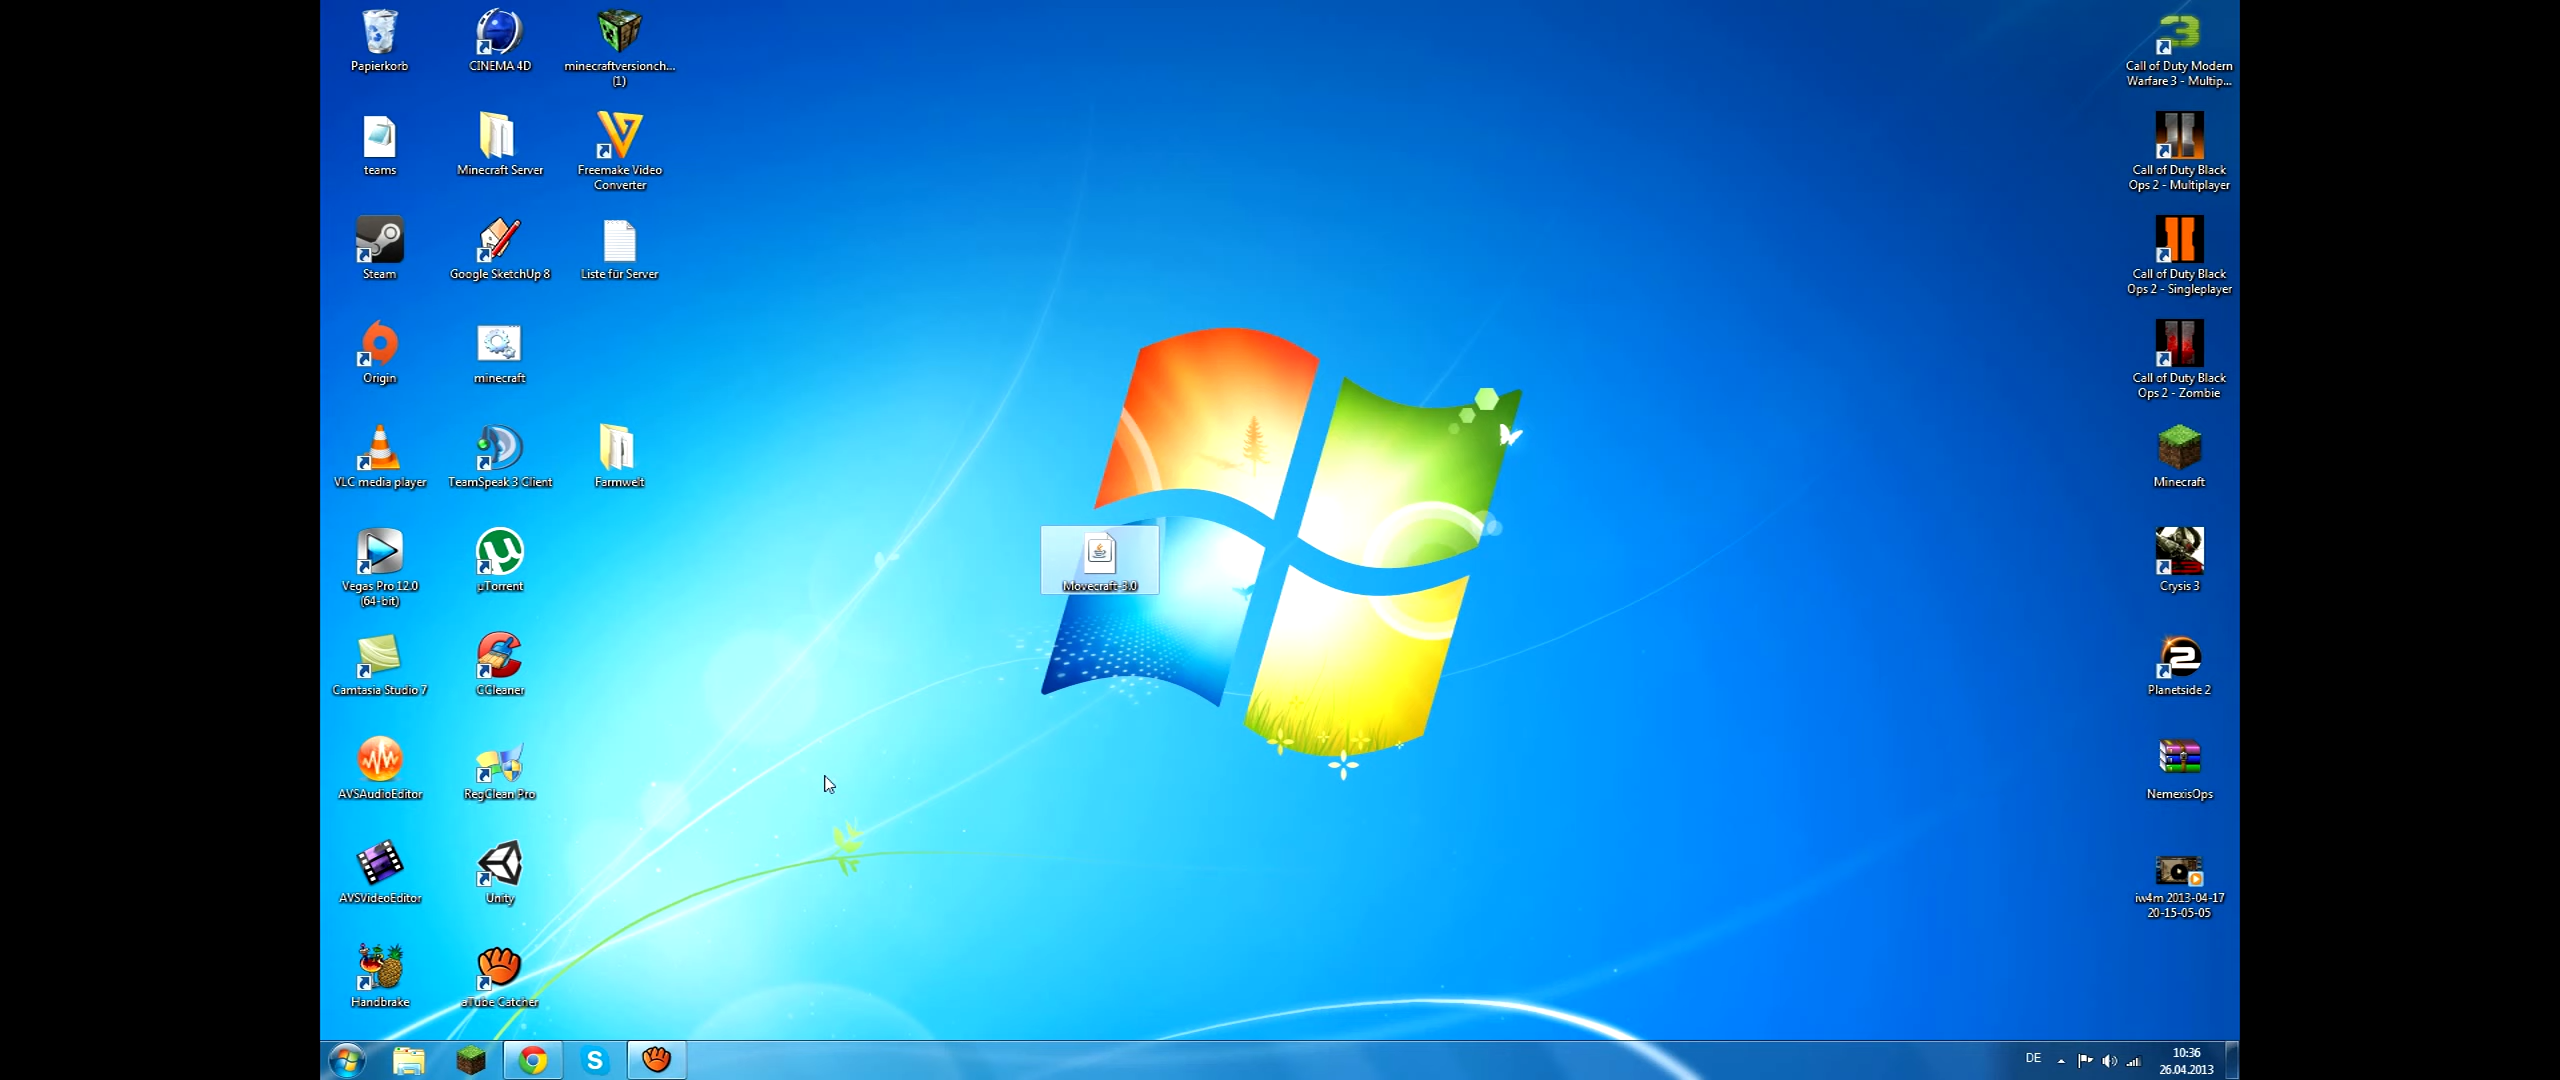 Papierkorb
CINEMA 4D
minecraftversionch...
(1)
Call of Duty Modern
Warfare 3 - Multip...
teams
Minecraft Server
Freemake Video
Converter
Call of Duty Black
Ops 2 - Multiplayer
Steam
Google SketchUp 8
Liste für Server
Call of Duty Black
Ops 2 - Singleplayer
Origin
minecraft
Call of Duty Black
Ops 2 - Zombie
VLC media player
TeamSpeak 3 Client
Farmwelt
Minecraft
Vegas Pro 12.0
(64-bit)
µTorrent
Movecraft-3.0
Crysis 3
Camtasia Studio 7
CCleaner
Planetside 2
AVSAudioEditor
RegClean Pro
NemexisOps
AVSVideoEditor
Unity
iw4m 2013-04-17
20-15-05-05
Handbrake
aTube Catcher
DE
10:36
26.04.2013